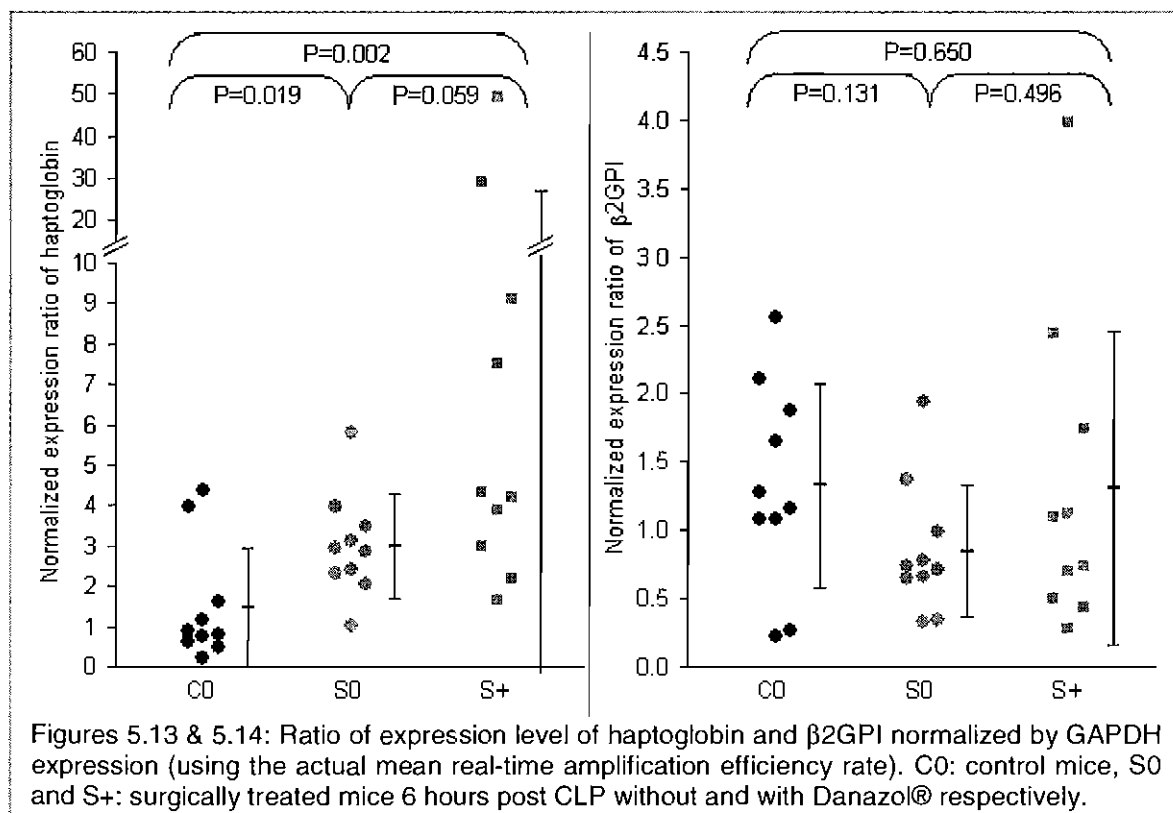 P=0.002
P=0.019
P=0.059
60
50
40
30
20
10
9
8
7
6
5
4
3
2
1
0
Normalized expression ratio of haptoglobin
C0
S0
S+
P=0.650
P=0.131
P=0.496
4.5
4.0
3.5
3.0
2.5
2.0
1.5
1.0
0.5
0.0
Normalized expression ratio of β2GPI
C0
S0
S+
Figures 5.13 & 5.14: Ratio of expression level of haptoglobin and β2GPI normalized by GAPDH
expression (using the actual mean real-time amplification efficiency rate). C0: control mice, S0
and S+: surgically treated mice 6 hours post CLP without and with Danazol® respectively.